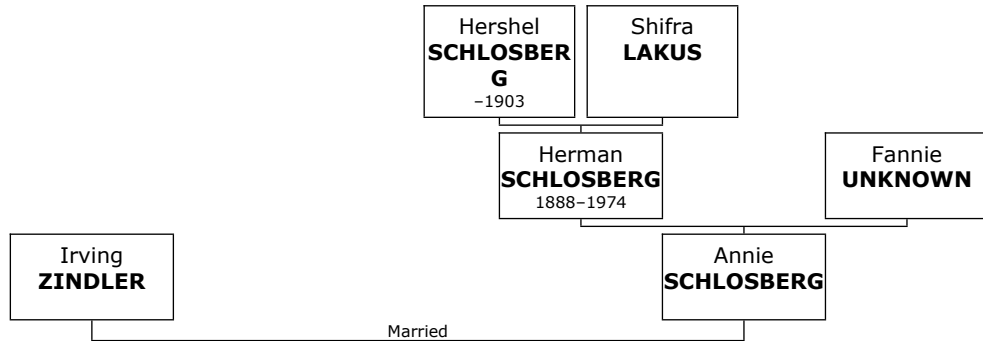 Hershel
SCHLOSBER
G
–1903
Shifra
LAKUS
Herman
SCHLOSBERG
1888–1974
Fannie
UNKNOWN
Irving
ZINDLER
Annie
SCHLOSBERG
Married